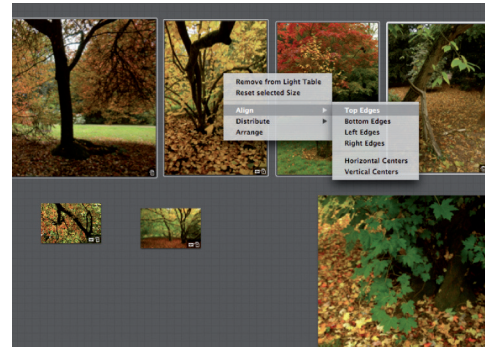 Remove from Light Table
Reset selected Size
Align
Distribute
Arrange
Top Edges
Bottom Edges
Left Edges
Right Edges
Horizontal Centers
Vertical Centers